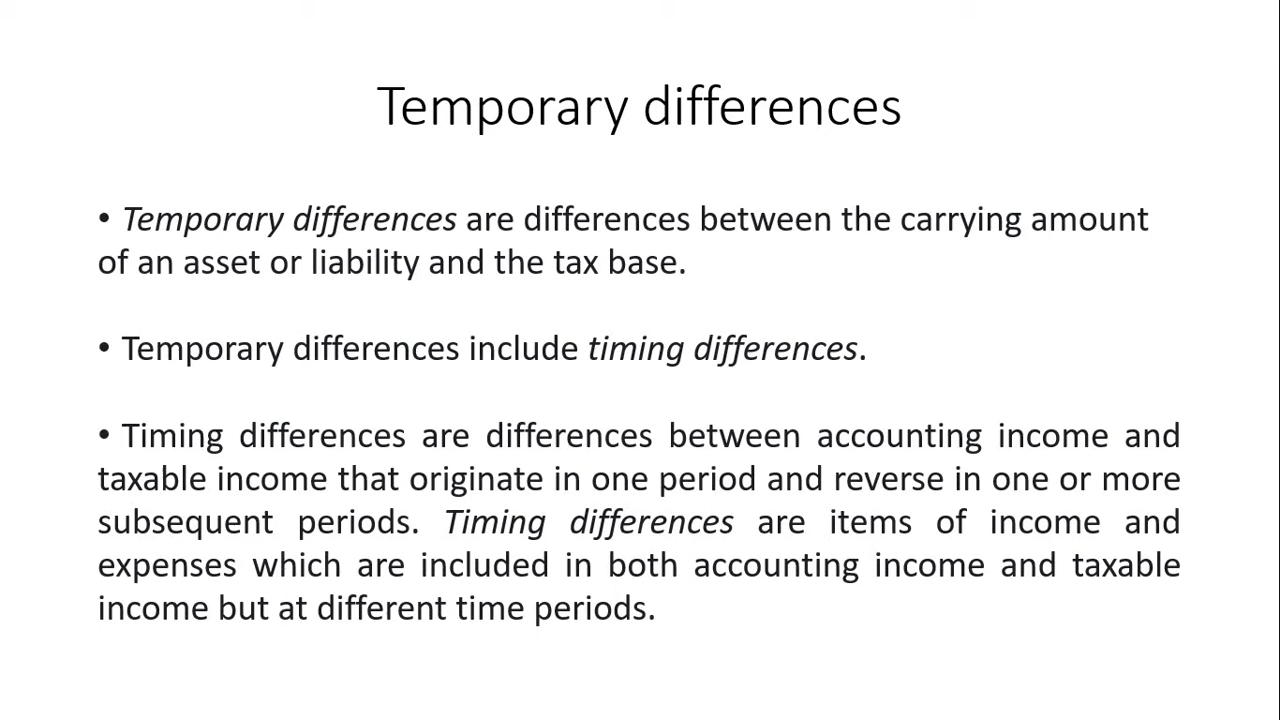 Temporary differences
• Temporary differences are differences between the carrying amount
of an asset or liability and the tax base.
• Temporary differences include timing differences.
• Timing differences are differences between accounting income and
taxable income that originate in one period and reverse in one or more
subsequent periods. Timing differences are items of income and
expenses which are included in both accounting income and taxable
income but at different time periods.